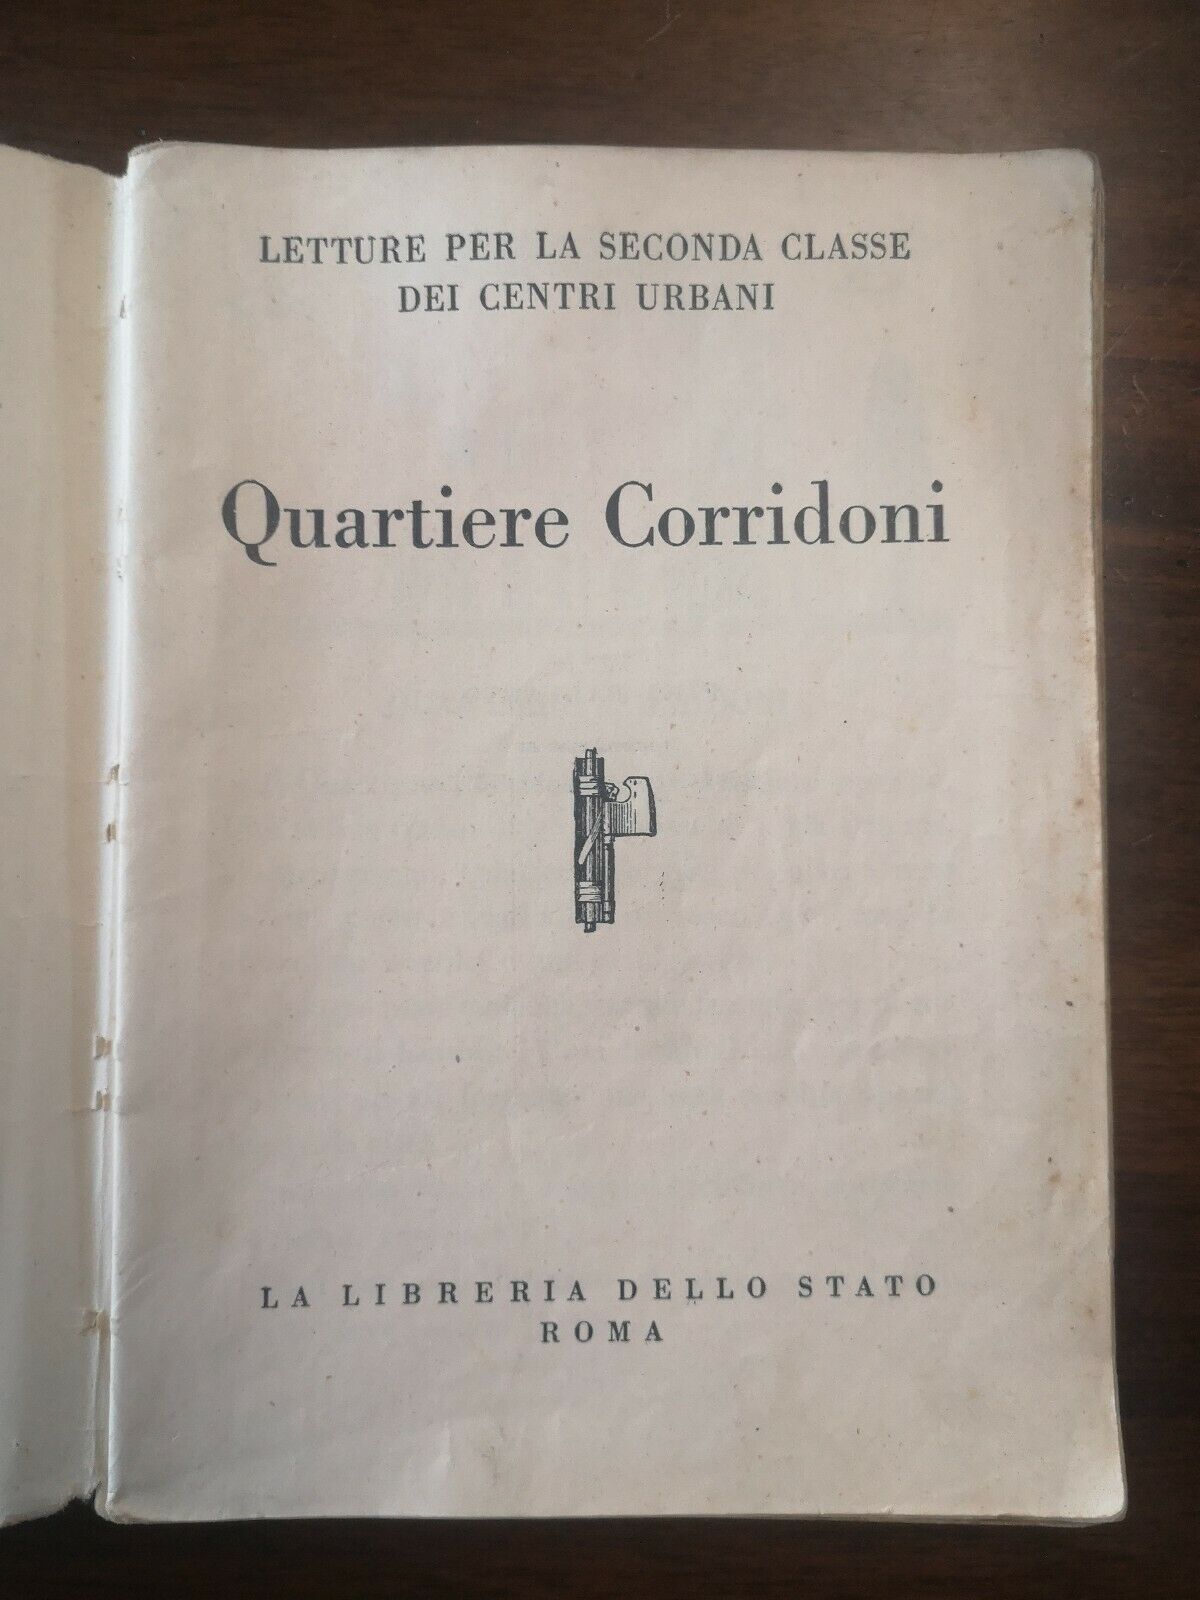 LETTURE PER LA SECONDA CLASSE
DEI CENTRI URBANI
Quartiere Corridoni
LA LIBRERIA DELLO STATO
ROMA